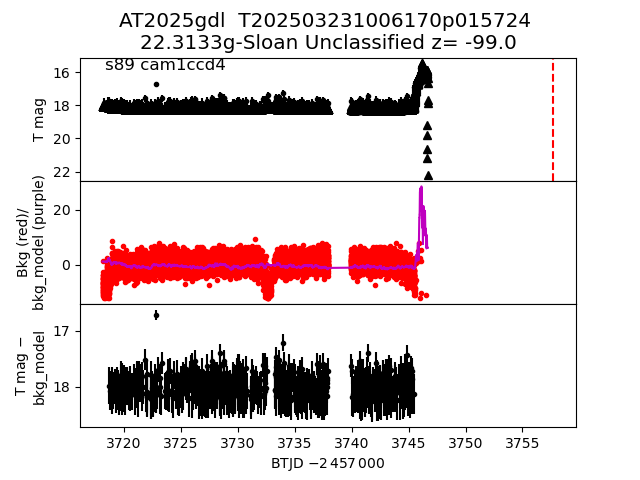 AT2025gdl  T202503231006170p015724
22.3133g-Sloan Unclassified z= -99.0
s89 cam1ccd4
T mag
16
18
20
22
Bkg (red)/
bkg_model (purple)
20
0
T mag −
bkg_model
17
18
3720 3725 3730 3735 3740 3745 3750 3755
BTJD −2 457 000